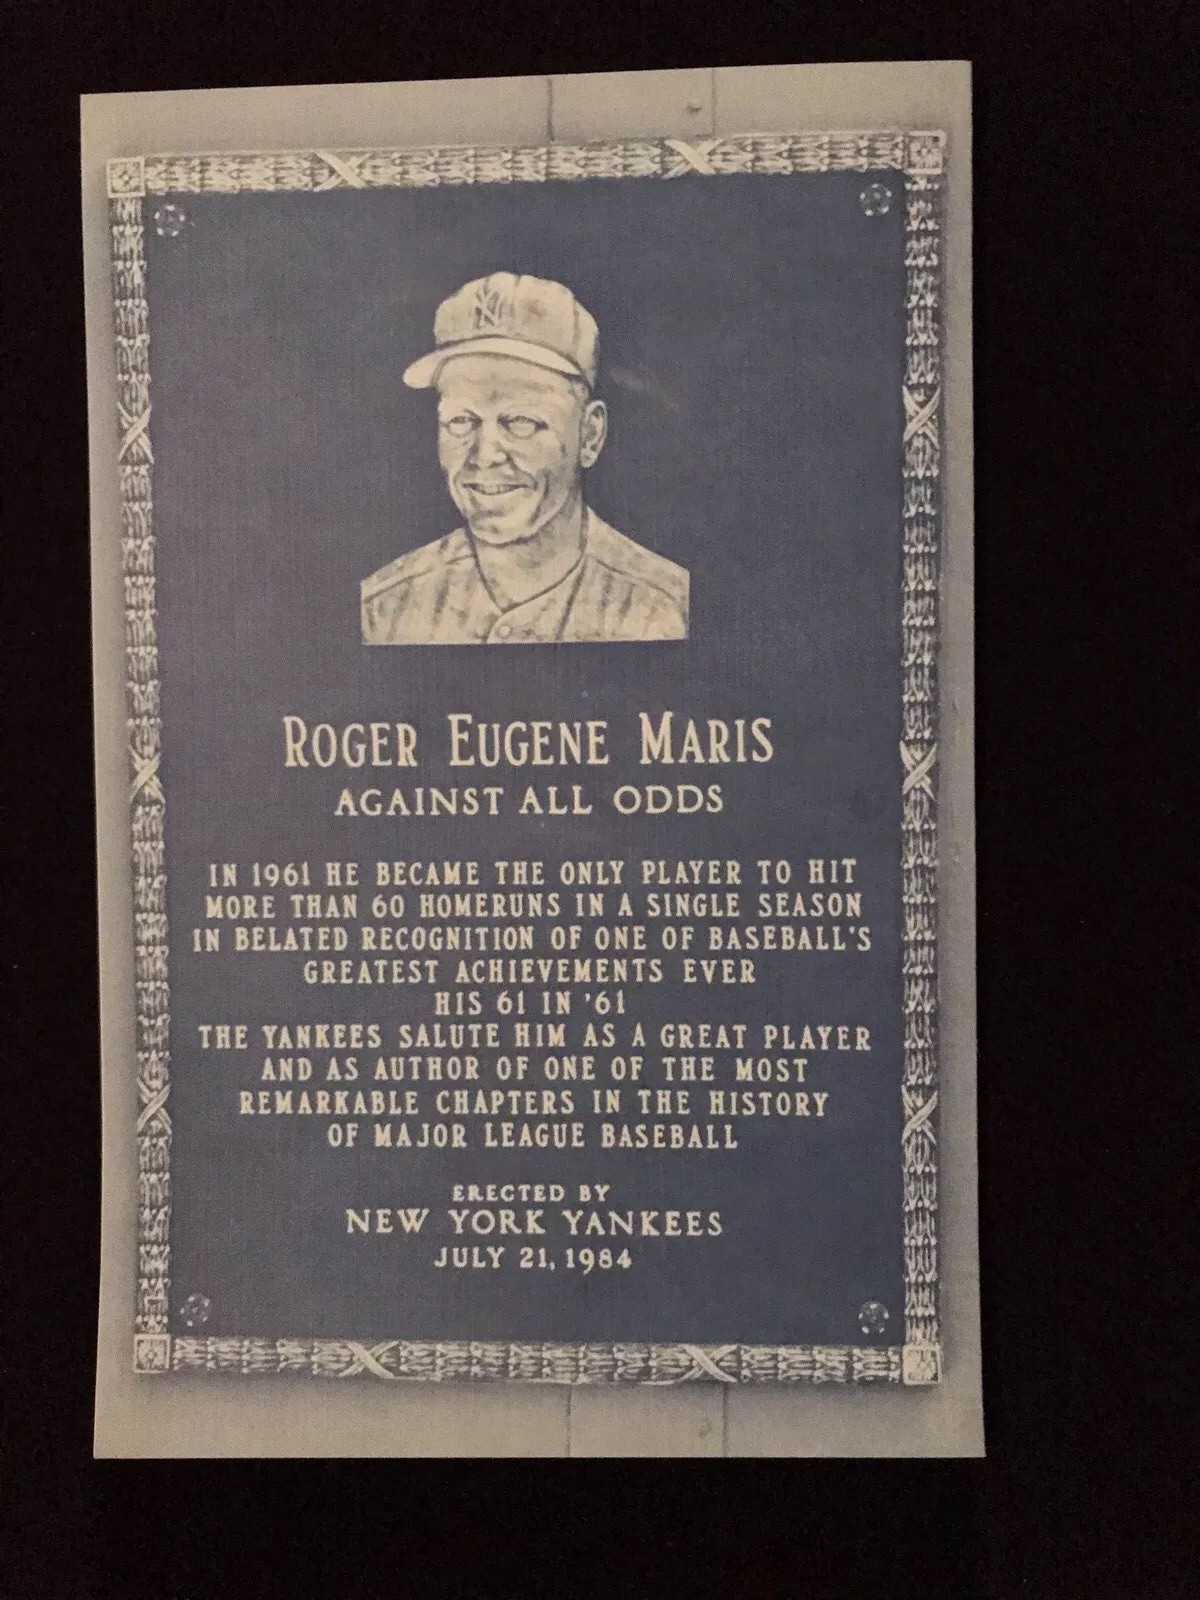 NY
ROGER EUGENE MARIS
AGAINST ALL ODDS
IN 1961 HE BECAME THE ONLY PLAYER TO HIT
MORE THAN 60 HOMERUNS IN A SINGLE SEASON
IN BELATED RECOGNITION OF ONE OF BASEBALL'S
GREATEST ACHIEVEMENTS EVER
HIS 61 IN '61
THE YANKEES SALUTE HIM AS A GREAT PLAYER
AND AS AUTHOR OF ONE OF THE MOST
REMARKABLE CHAPTERS IN THE HISTORY
OF MAJOR LEAGUE BASEBALL
ERECTED BY
NEW YORK YANKEES
JULY 21, 1984